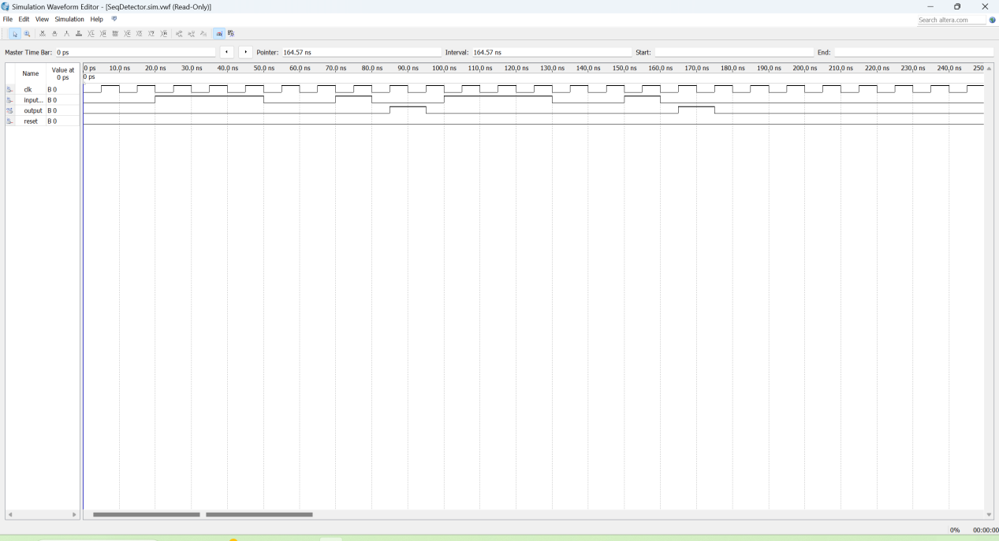 Simulation Waveform Editor - [SeqDetector.sim.vwf (Read-Only)]
File Edit View Simulation Help
Search altera.com
Master Time Bar: 0 ps Pointer: 164.57 ns Interval: 164.57 ns Start: End:
Name Value at 0 ps
0 ps 10.0 ns 20.0 ns 30.0 ns 40.0 ns 50.0 ns 60.0 ns 70.0 ns 80.0 ns 90.0 ns 100.0 ns 110.0 ns 120.0 ns 130.0 ns 140.0 ns 150.0 ns 160.0 ns 170.0 ns 180.0 ns 190.0 ns 200.0 ns 210.0 ns 220.0 ns 230.0 ns 240.0 ns 250
0 ps
clk B 0
input... B 0
output B 0
reset B 0
0% 00:00:00